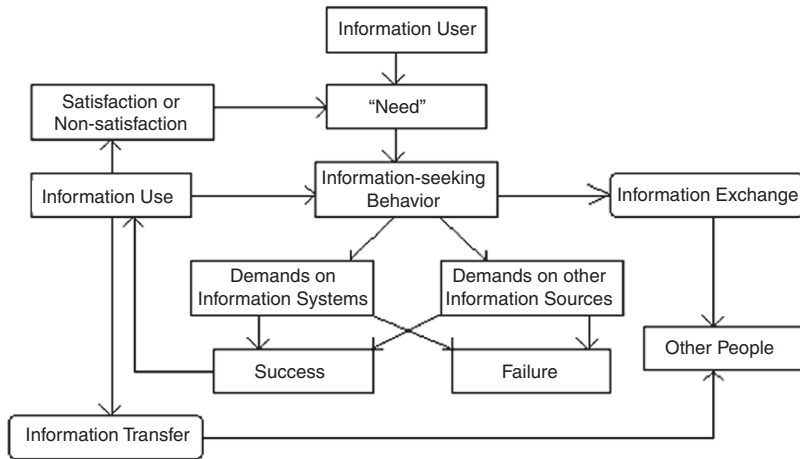 Information User
Satisfaction or
Non-satisfaction
“Need”
Information Use
Information-seeking
Behavior
Information Exchange
Demands on
Information Systems
Demands on other
Information Sources
Other People
Success
Failure
Information Transfer